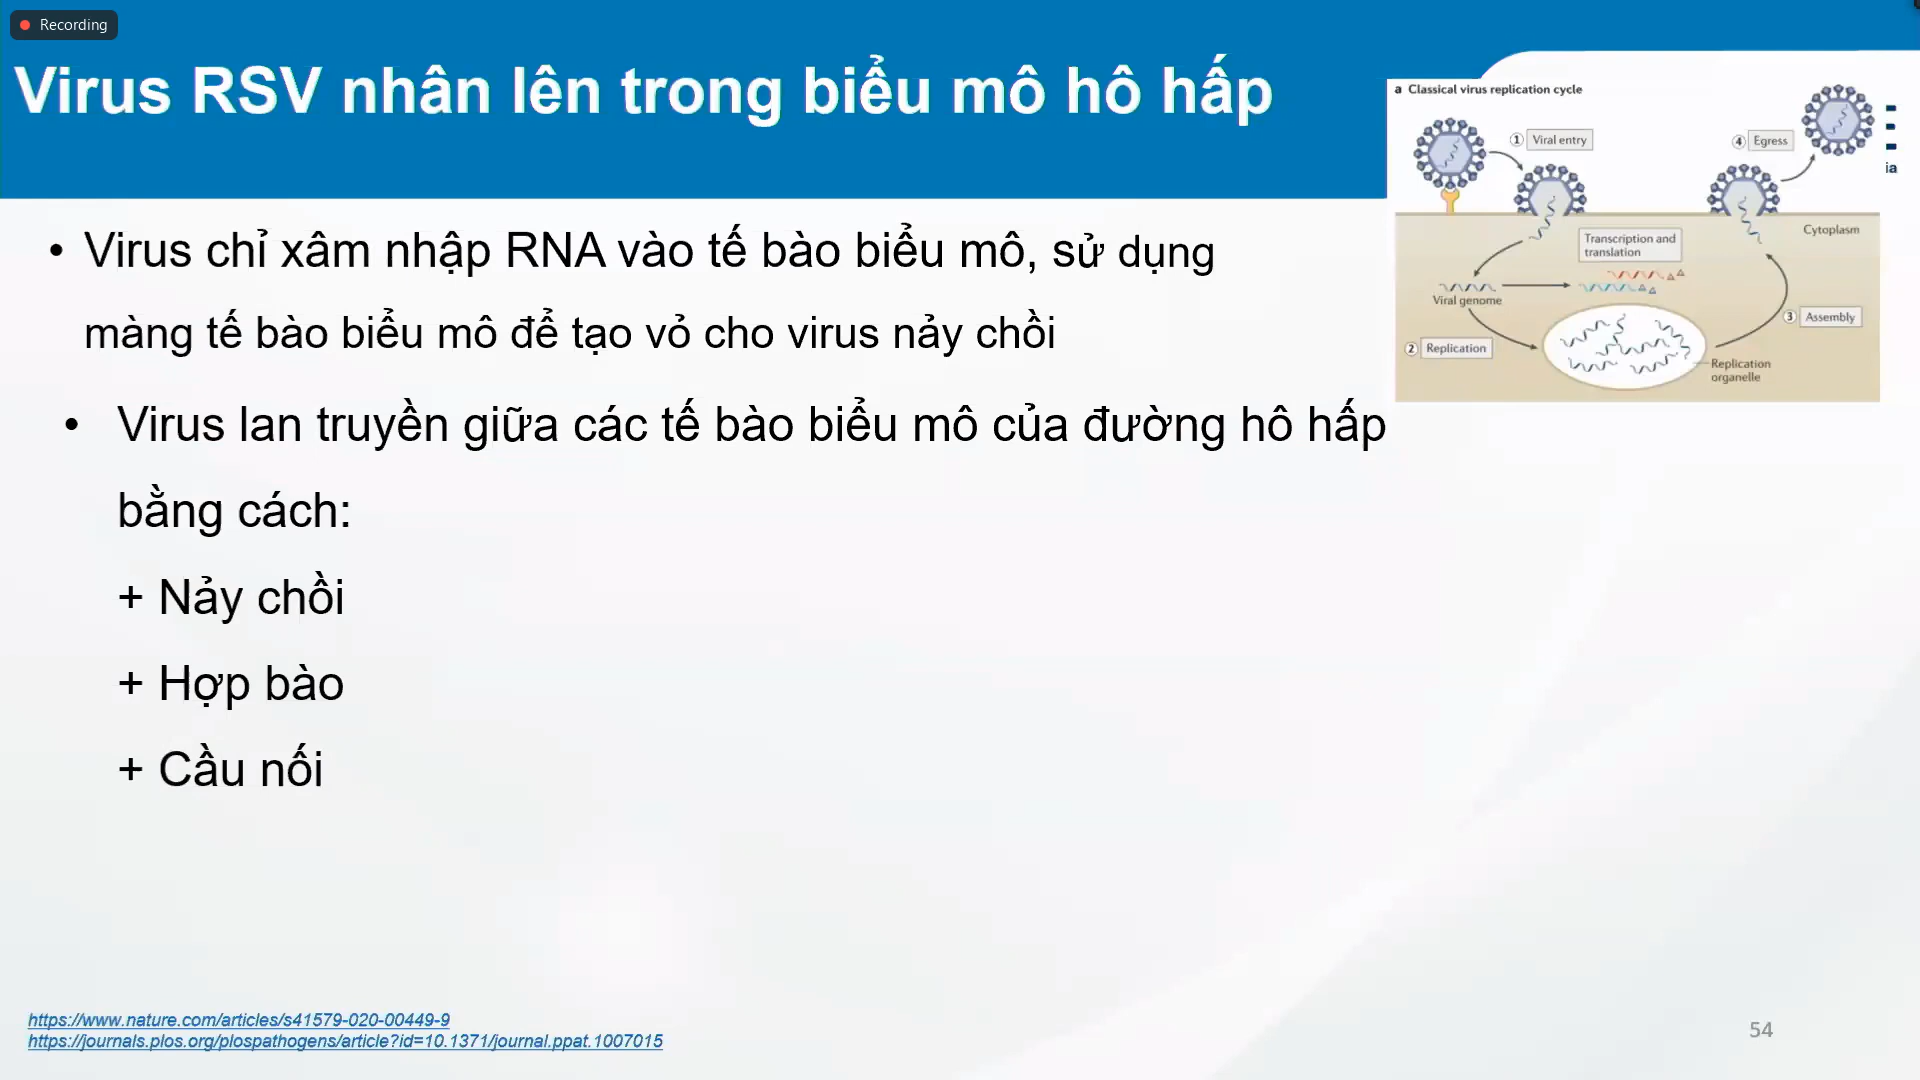 Recording
Virus RSV nhân lên trong biểu mô hô hấp
• Virus chỉ xâm nhập RNA vào tế bào biểu mô, sử dụng
màng tế bào biểu mô để tạo vỏ cho virus nảy chồi
• Virus lan truyền giữa các tế bào biểu mô của đường hô hấp
bằng cách:
+ Nảy chồi
+ Hợp bào
+ Cầu nối
a Classical virus replication cycle
1 Viral entry
4 Egress
ia
Cytoplasm
Transcription and
translation
Viral genome
3 Assembly
2 Replication
Replication
organelle
https://www.nature.com/articles/s41579-020-00449-9
https://journals.plos.org/plospathogens/article?id=10.1371/journal.ppat.1007015
54